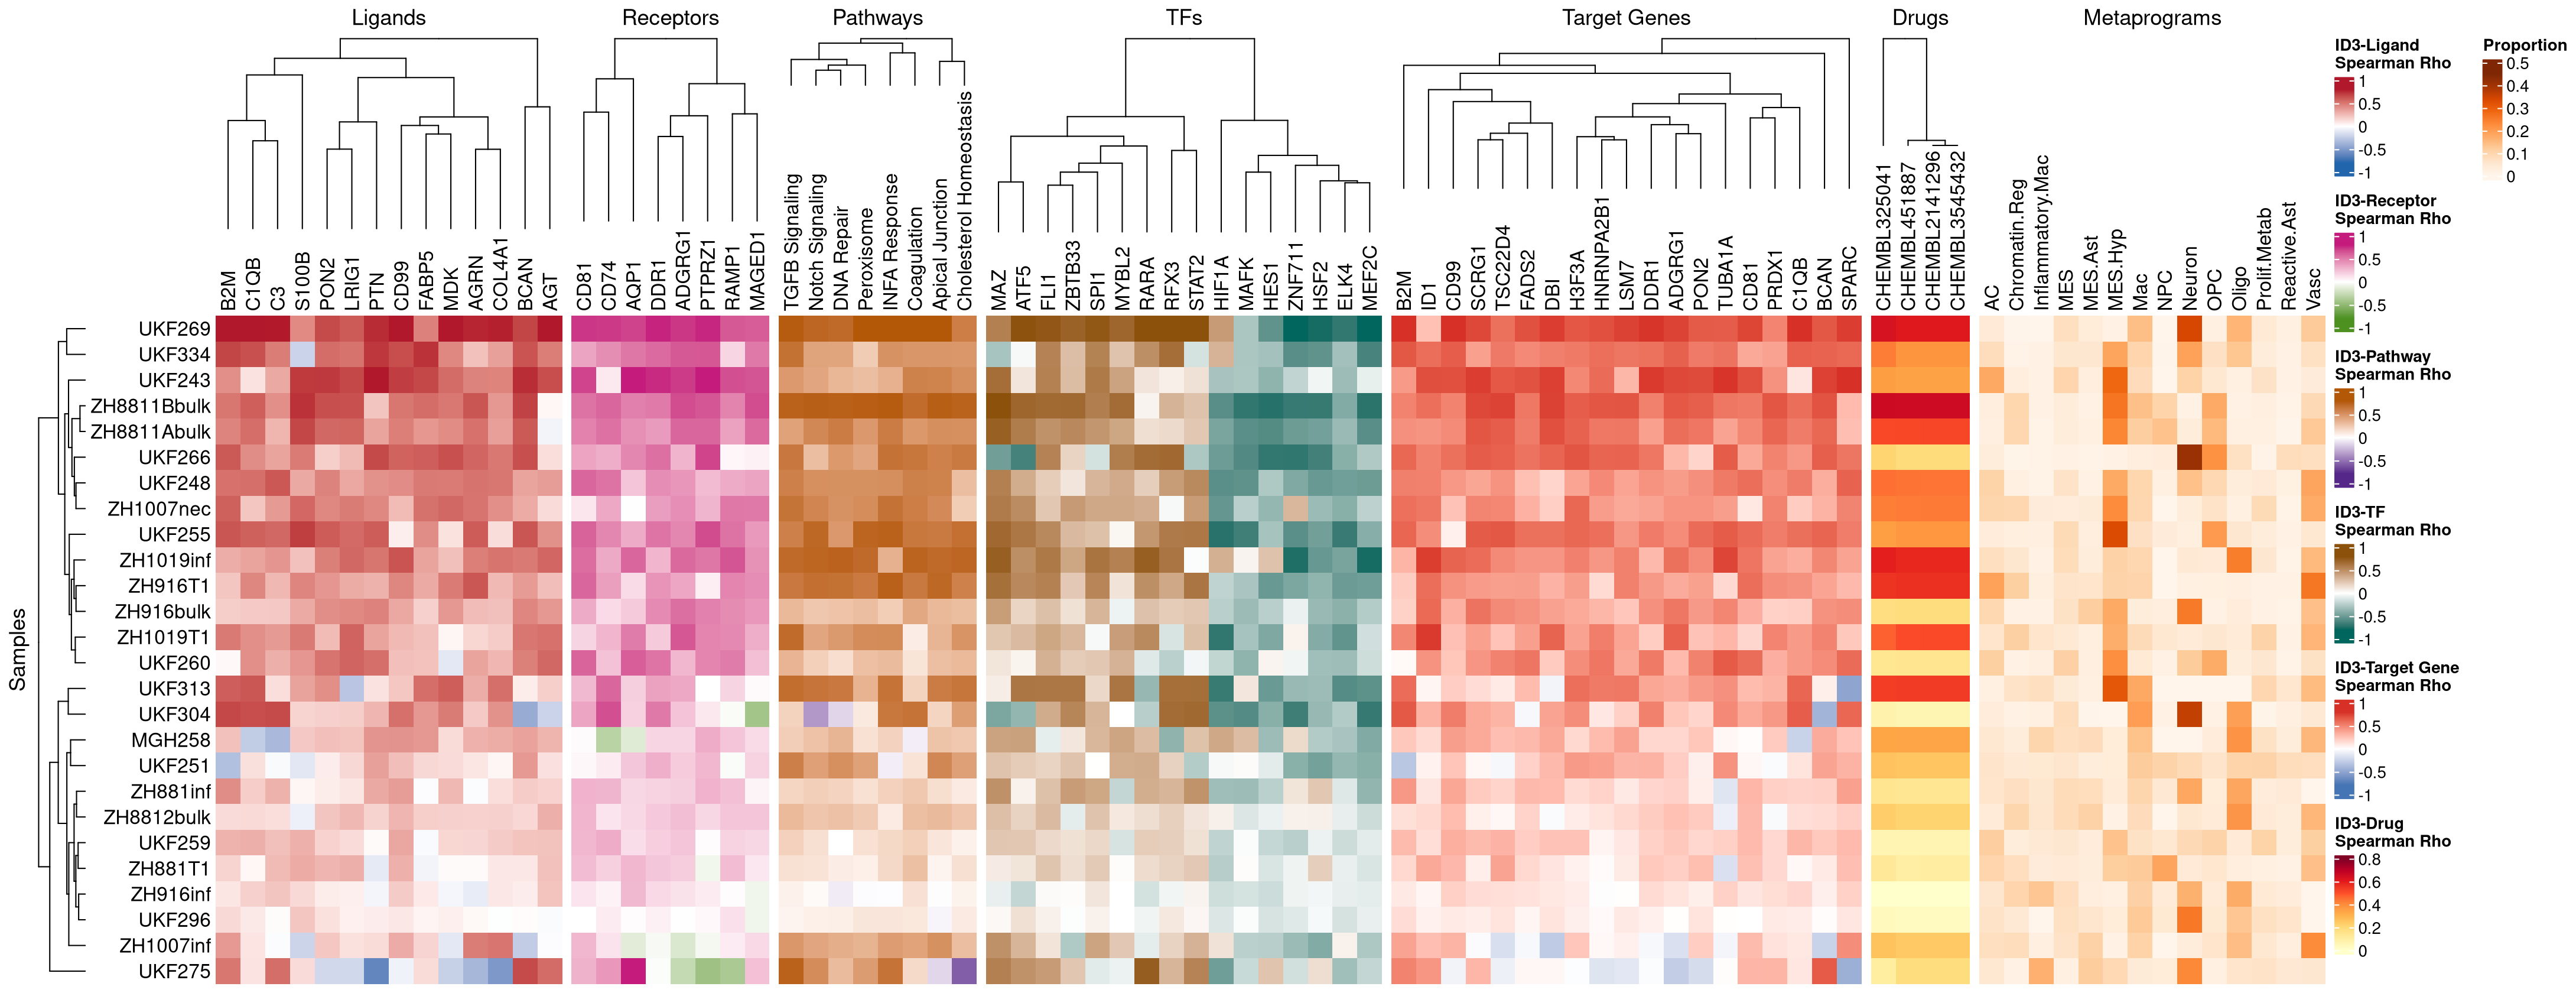 Ligands
Receptors
Pathways
TFs
Target Genes
Drugs
Metaprograms
B2M
C1QB
C3
S100B
PON2
LRIG1
PTN
CD99
FABP5
MDK
AGRN
COL4A1
BCAN
AGT
CD81
CD74
AQP1
DDR1
ADGRG1
PTPRZ1
RAMP1
MAGED1
TGFB Signaling
Notch Signaling
DNA Repair
Peroxisome
INFA Response
Coagulation
Apical Junction
Cholesterol Homeostasis
MAZ
ATF5
FLI1
ZBTB33
SPI1
MYBL2
RARA
RFX3
STAT2
HIF1A
MAFK
HES1
ZNF711
HSF2
ELK4
MEF2C
B2M
ID1
CD99
SCRG1
TSC22D4
FADS2
DBI
H3F3A
HNRNPA2B1
LSM7
DDR1
ADGRG1
PON2
TUBA1A
CD81
PRDX1
C1QB
BCAN
SPARC
CHEMBL325041
CHEMBL451887
CHEMBL2141296
CHEMBL3545432
AC
Chromatin.Reg
Inflammatory.Mac
MES
MES.Ast
MES.Hyp
Mac
NPC
Neuron
OPC
Oligo
Prolif.Metab
Reactive.Ast
Vasc
Samples
UKF269
UKF334
UKF243
ZH8811Bbulk
ZH8811Abulk
UKF266
UKF248
ZH1007nec
UKF255
ZH1019inf
ZH916T1
ZH916bulk
ZH1019T1
UKF260
UKF313
UKF304
MGH258
UKF251
ZH881inf
ZH8812bulk
UKF259
ZH881T1
ZH916inf
UKF296
ZH1007inf
UKF275
ID3-Ligand
Spearman Rho
1
0.5
0
-0.5
-1
ID3-Receptor
Spearman Rho
1
0.5
0
-0.5
-1
ID3-Pathway
Spearman Rho
1
0.5
0
-0.5
-1
ID3-TF
Spearman Rho
1
0.5
0
-0.5
-1
ID3-Target Gene
Spearman Rho
1
0.5
0
-0.5
-1
ID3-Drug
Spearman Rho
0.8
0.6
0.4
0.2
0
Proportion
0.5
0.4
0.3
0.2
0.1
0